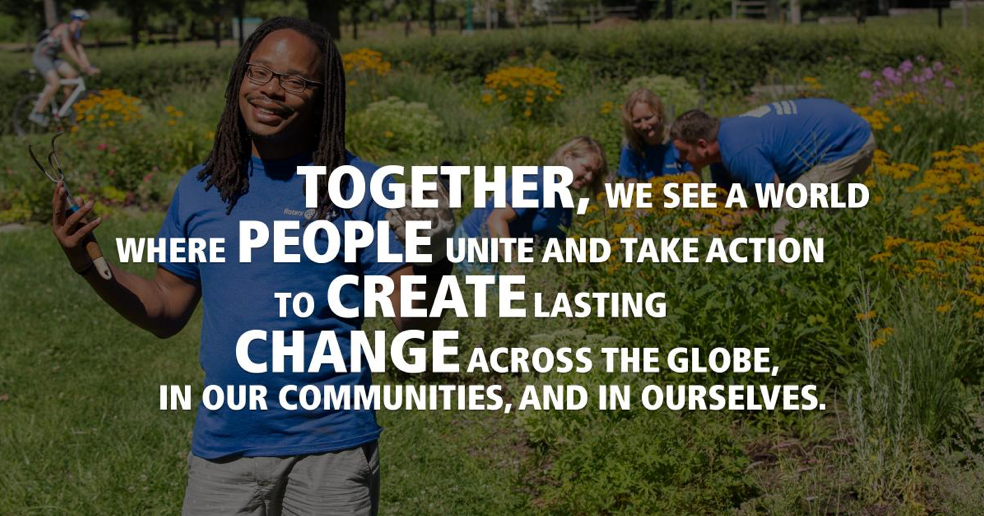 Rotary
TOGETHER, WE SEE A WORLD
WHERE PEOPLE UNITE AND TAKE ACTION
TO CREATE LASTING
CHANGE ACROSS THE GLOBE,
IN OUR COMMUNITIES, AND IN OURSELVES.